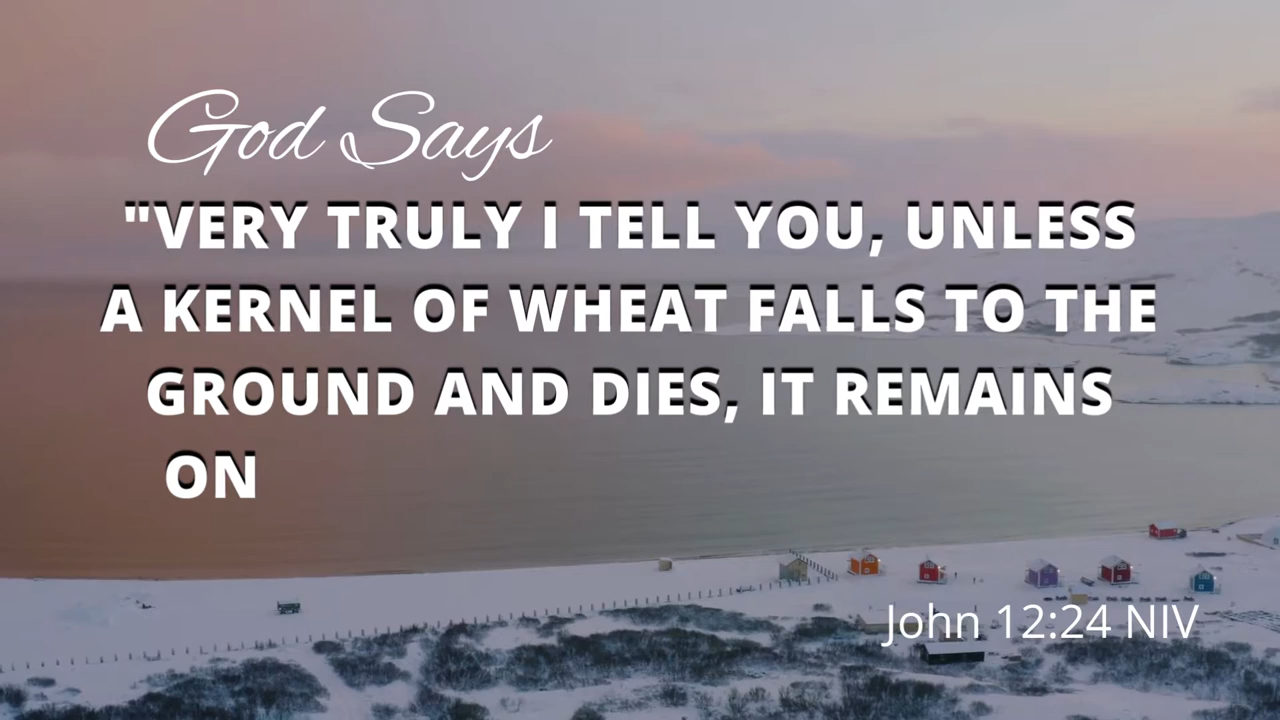 God Says
"VERY TRULY I TELL YOU, UNLESS
A KERNEL OF WHEAT FALLS TO THE
GROUND AND DIES, IT REMAINS
ON
John 12:24 NIV